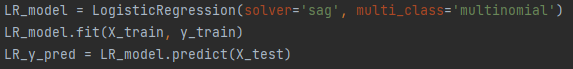 LR_model = LogisticRegression(solver='sag', multi_class='multinomial')
LR_model.fit(X_train, y_train)
LR_y_pred = LR_model.predict(X_test)